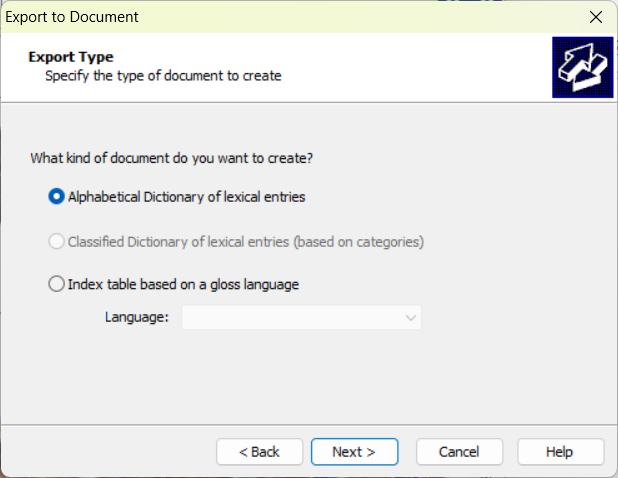 Export to Document
Export Type
Specify the type of document to create
What kind of document do you want to create?
Alphabetical Dictionary of lexical entries
Classified Dictionary of lexical entries (based on categories)
Index table based on a gloss language
Language:
< Back Next > Cancel Help